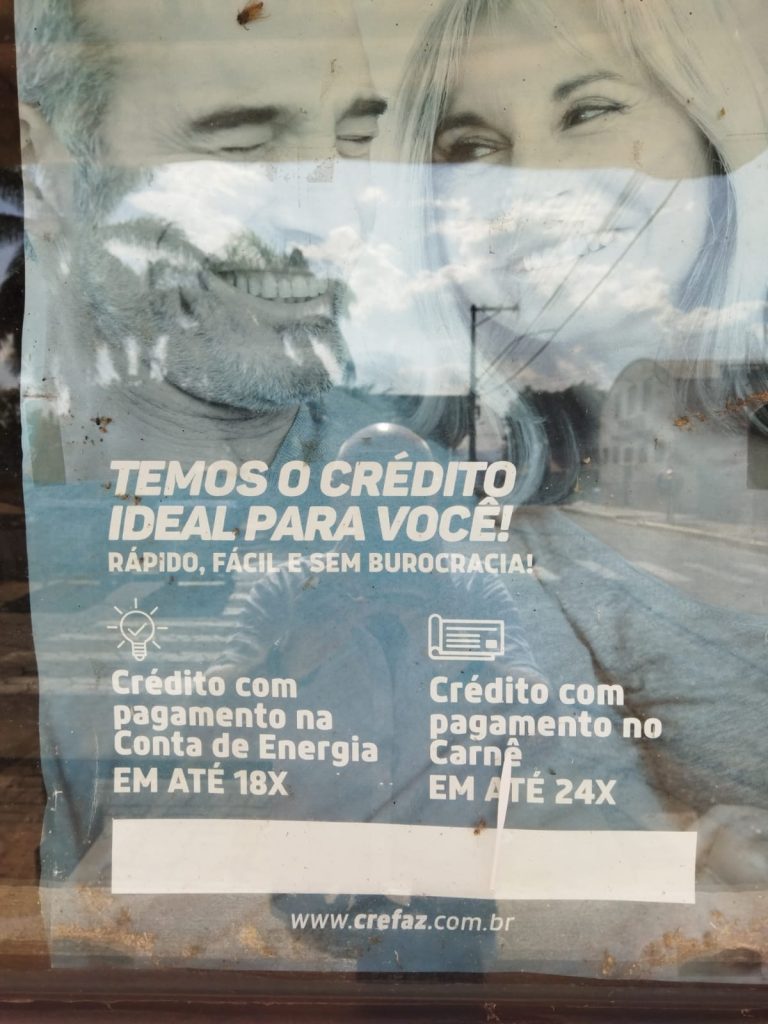 TEMOS O CRÉDITO
IDEAL PARA VOCÊ!
RÁPIDO, FÁCIL E SEM BUROCRACIA!
Crédito com
pagamento na
Conta de Energia
EM ATÉ 18X
Crédito com
pagamento no
Carnê
EM ATÉ 24X
www.crefaz.com.br